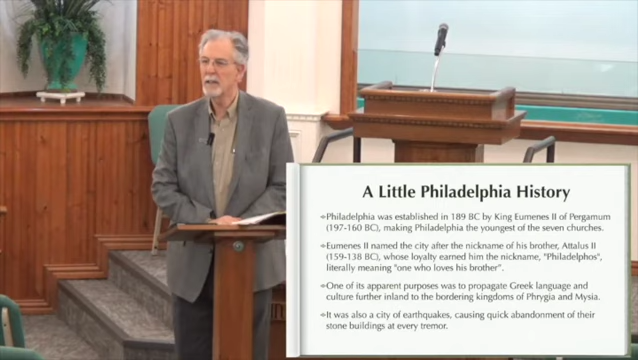 A Little Philadelphia History
Philadelphia was established in 189 BC by King Eumenes II of Pergamum
(197-160 BC), making Philadelphia the youngest of the seven churches.
Eumenes II named the city after the nickname of his brother, Attalus II
(159-138 BC), whose loyalty earned him the nickname, "Philadelphos",
literally meaning "one who loves his brother".
One of its apparent purposes was to propagate Greek language and
culture further inland to the bordering kingdoms of Phrygia and Mysia.
It was also a city of earthquakes, causing quick abandonment of their
stone buildings at every tremor.